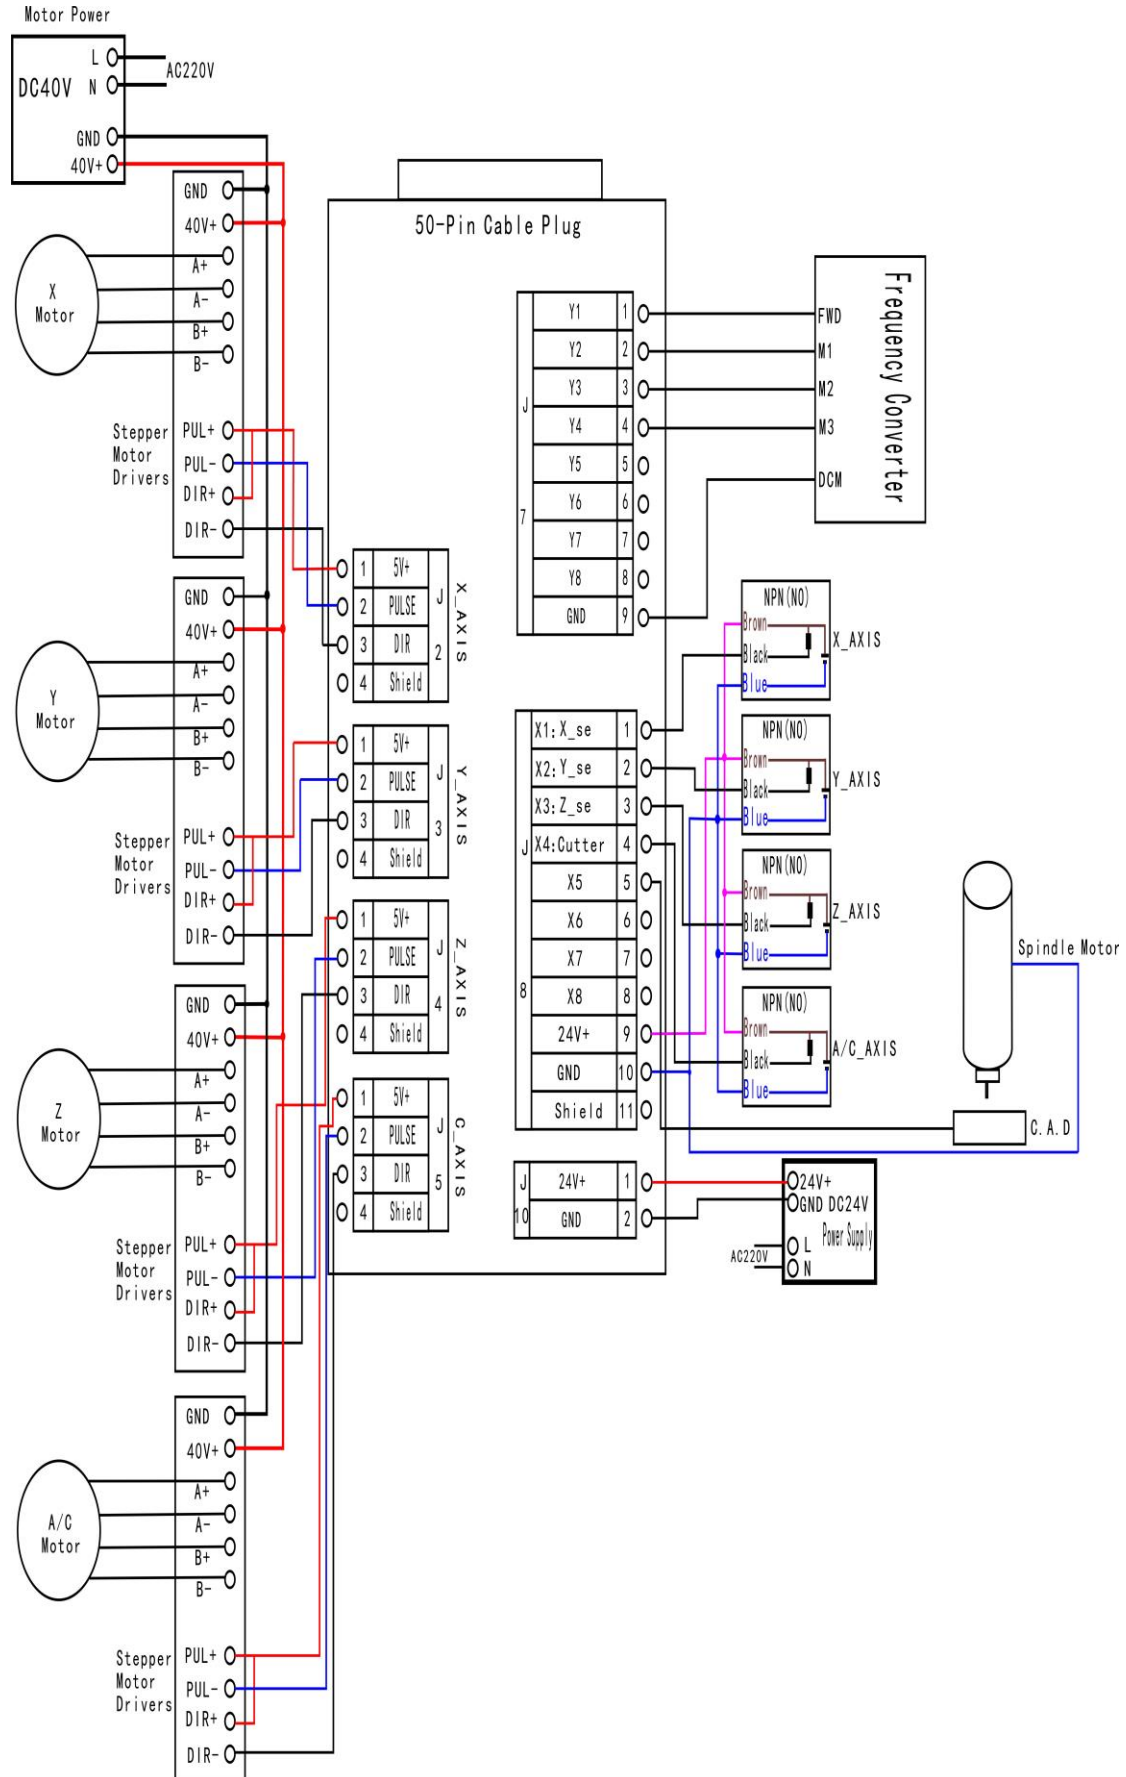 Motor Power
L
DC40V
N
AC220V
GND
40V+
GND
40V+
A+
A-
B+
B-
X
Motor
Stepper
Motor
Drivers
PUL+
PUL-
DIR+
DIR-
GND
40V+
A+
A-
B+
B-
Y
Motor
Stepper
Motor
Drivers
PUL+
PUL-
DIR+
DIR-
GND
40V+
A+
A-
B+
B-
Z
Motor
Stepper
Motor
Drivers
PUL+
PUL-
DIR+
DIR-
GND
40V+
A+
A-
B+
B-
A/C
Motor
Stepper
Motor
Drivers
PUL+
PUL-
DIR+
DIR-
50-Pin Cable Plug
1 5V+
2 PULSE
3 DIR
4 Shield
J 2
X_AXIS
1 5V+
2 PULSE
3 DIR
4 Shield
J 3
Y_AXIS
1 5V+
2 PULSE
3 DIR
4 Shield
J 4
Z_AXIS
1 5V+
2 PULSE
3 DIR
4 Shield
J 5
C_AXIS
J 7
Y1 1
Y2 2
Y3 3
Y4 4
Y5 5
Y6 6
Y7 7
Y8 8
GND 9
J 8
X1:X_se 1
X2:Y_se 2
X3:Z_se 3
X4:Cutter 4
X5 5
X6 6
X7 7
X8 8
24V+ 9
GND 10
Shield 11
J 10
24V+ 1
GND 2
FWD
M1
M2
M3
DCM
Frequency Converter
NPN(NO)
Brown
Black
Blue
X_AXIS
NPN(NO)
Brown
Black
Blue
Y_AXIS
NPN(NO)
Brown
Black
Blue
Z_AXIS
NPN(NO)
Brown
Black
Blue
A/C_AXIS
Spindle Motor
C.A.D
24V+
GND DC24V
Power Supply
L
N
AC220V